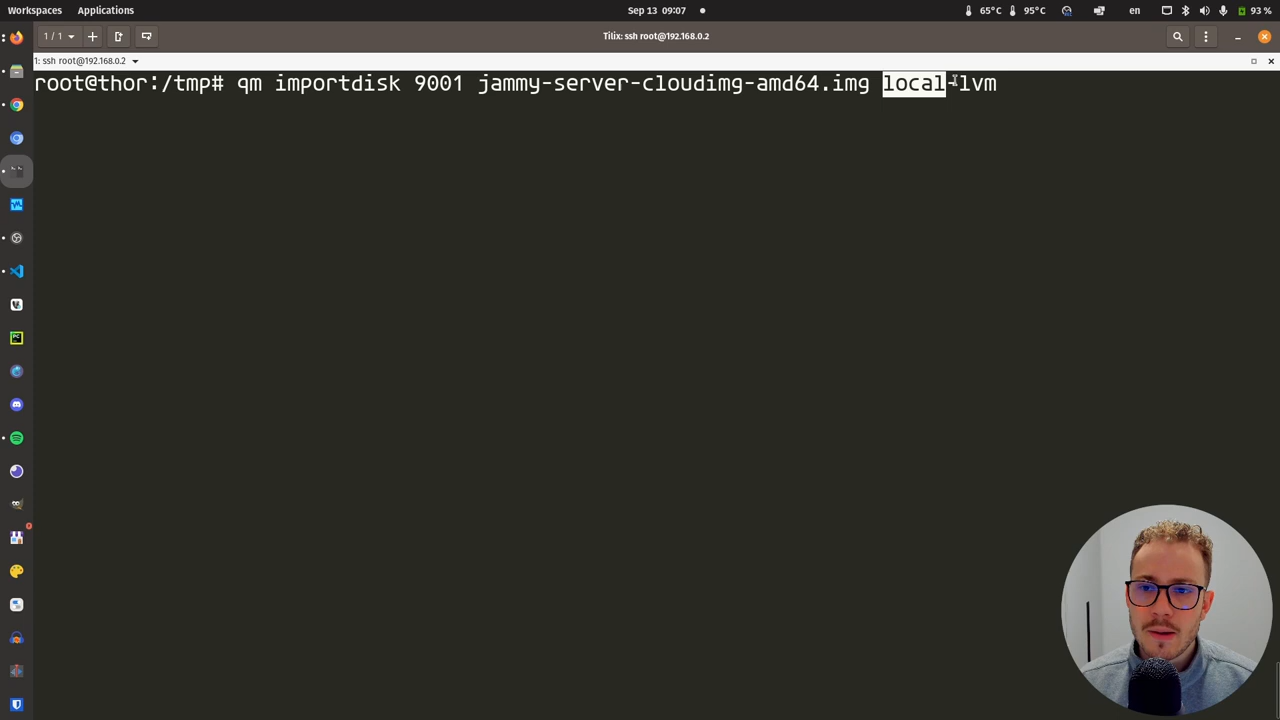 Workspaces Applications Sep 13 09:07 65°C 95°C en 93 %
1 / 1 Tilix: ssh root@192.168.0.2
1: ssh root@192.168.0.2
root@thor:/tmp# qm importdisk 9001 jammy-server-cloudimg-amd64.img local-lvm